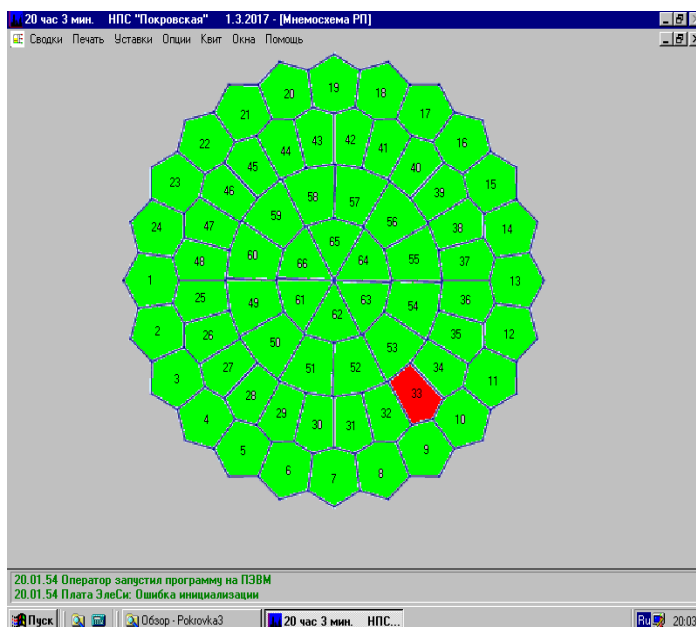 20 час 3 мин. НПС "Покровская" 1.3.2017 - [Мнемосхема РП]
Сводки Печать Уставки Опции Квит Окна Помощь
19
20 18
21 17
43 42
22 44 41 16
45 40
23 46 58 57 39 15
59 56
24 47 38 14
65
60 66 64 55
48 37
1 13
25 61 63 36
49 62 54
2 26 35 12
50 53
27 51 52 34
3 11
28 33
29 32
4 30 31 10
5 9
6 8
7
20.01.54 Оператор запустил программу на ПЭВМ
20.01.54 Плата ЭлеСи: Ошибка инициализации
Пуск Обзор - Pokrovka3 20 час 3 мин. НПС... Ru 20:03